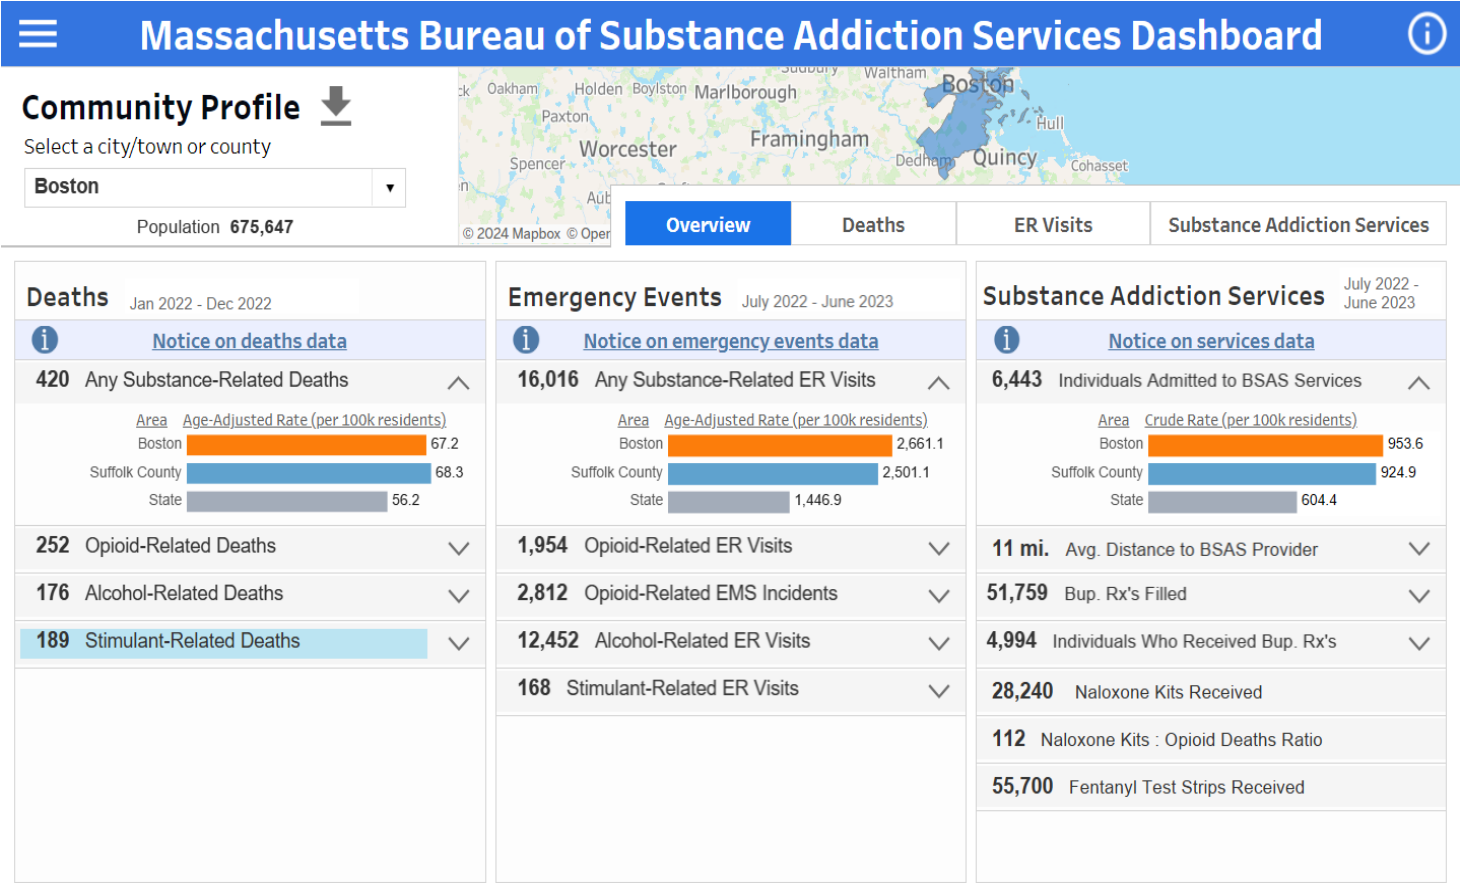 Massachusetts Bureau of Substance Addiction Services Dashboard
Community Profile
Select a city/town or county
Boston
Population 675,647
Oakham
Holden
Boylston
Marlborough
Sudbury
Waltham
Boston
Paxton
Hull
Worcester
Framingham
Spencer
Dedham
Quincy
Cohasset
© 2024 Mapbox © Oper
Overview
Deaths
ER Visits
Substance Addiction Services
Deaths Jan 2022 - Dec 2022
Notice on deaths data
420 Any Substance-Related Deaths
Area Age-Adjusted Rate (per 100k residents)
Boston 67.2
Suffolk County 68.3
State 56.2
252 Opioid-Related Deaths
176 Alcohol-Related Deaths
189 Stimulant-Related Deaths
Emergency Events July 2022 - June 2023
Notice on emergency events data
16,016 Any Substance-Related ER Visits
Area Age-Adjusted Rate (per 100k residents)
Boston 2,661.1
Suffolk County 2,501.1
State 1,446.9
1,954 Opioid-Related ER Visits
2,812 Opioid-Related EMS Incidents
12,452 Alcohol-Related ER Visits
168 Stimulant-Related ER Visits
Substance Addiction Services July 2022 -
June 2023
Notice on services data
6,443 Individuals Admitted to BSAS Services
Area Crude Rate (per 100k residents)
Boston 953.6
Suffolk County 924.9
State 604.4
11 mi. Avg. Distance to BSAS Provider
51,759 Bup. Rx's Filled
4,994 Individuals Who Received Bup. Rx's
28,240 Naloxone Kits Received
112 Naloxone Kits : Opioid Deaths Ratio
55,700 Fentanyl Test Strips Received